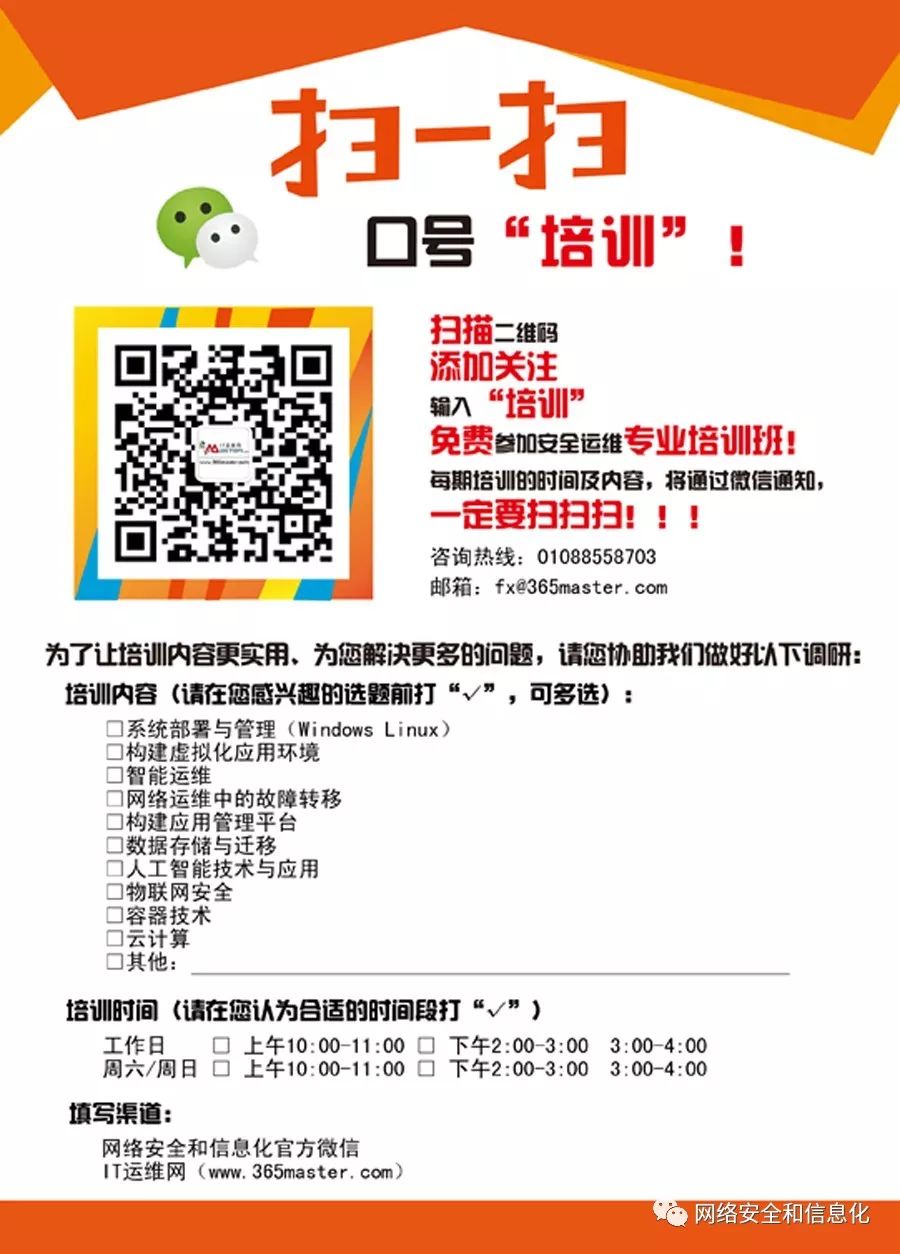 扫一扫
口号“培训”！
扫描二维码
添加关注
输入“培训”
免费参加安全运维专业培训班！
每期培训的时间及内容，将通过微信通知，
一定要扫扫扫！！！
咨询热线：01088558703
邮箱：fx@365master.com
www.365master.com
为了让培训内容更实用、为您解决更多的问题，请您协助我们做好以下调研：
培训内容（请在您感兴趣的选题前打“√”，可多选）：
□系统部署与管理（Windows Linux）
□构建虚拟化应用环境
□智能运维
□网络运维中的故障转移
□构建应用管理平台
□数据存储与迁移
□人工智能技术与应用
□物联网安全
□容器技术
□云计算
□其他：
培训时间（请在您认为合适的时间段打“√”）
工作日 □ 上午10:00-11:00 □ 下午2:00-3:00 3:00-4:00
周六/周日 □ 上午10:00-11:00 □ 下午2:00-3:00 3:00-4:00
填写渠道：
网络安全和信息化官方微信
IT运维网（www.365master.com）
网络安全和信息化